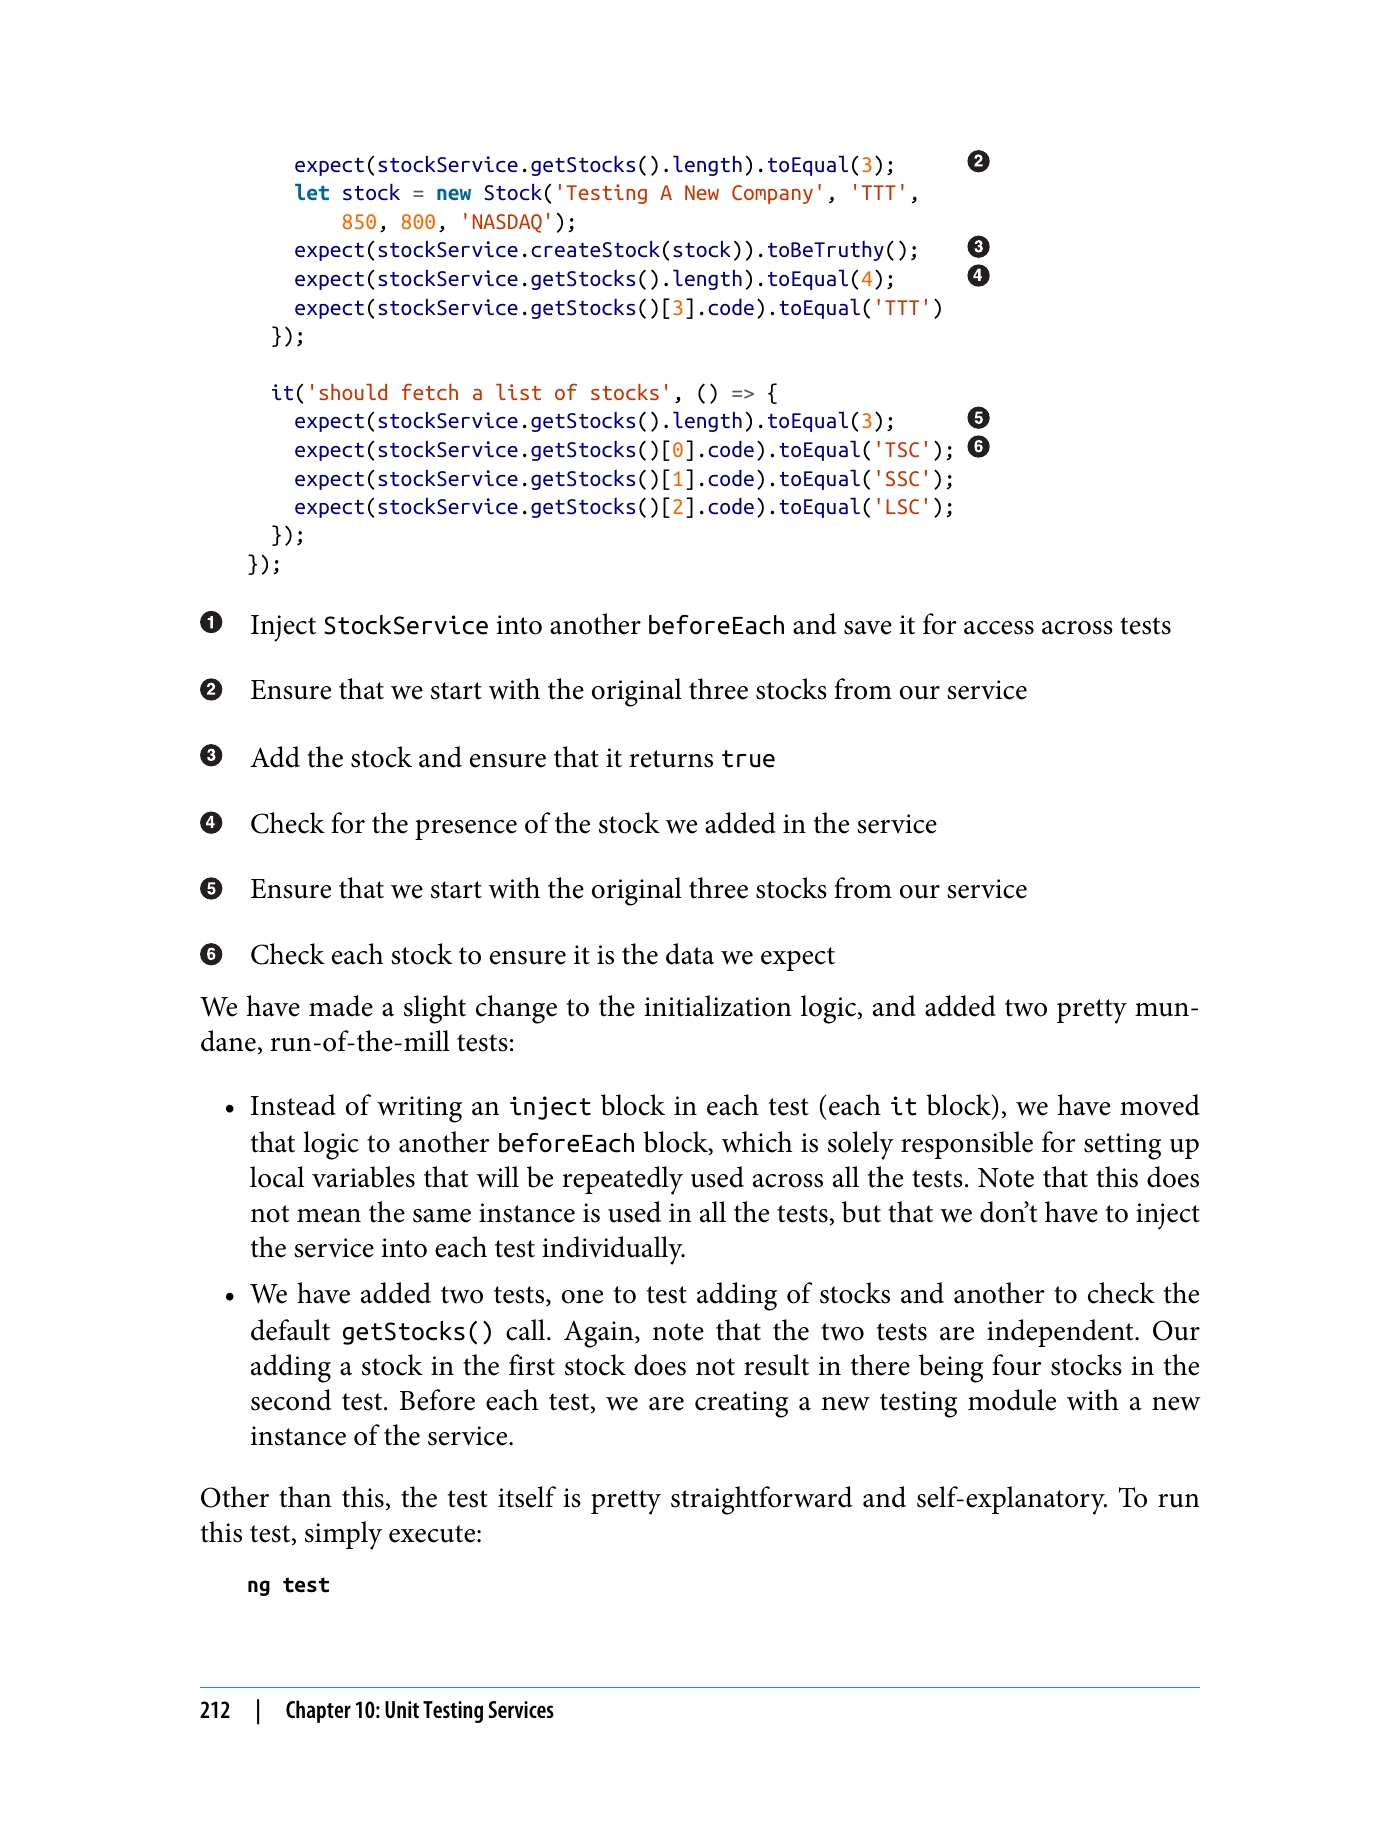 expect(stockService.getStocks().length).toEqual(3); ❷
let stock = new Stock('Testing A New Company', 'TTT',
850, 800, 'NASDAQ');
expect(stockService.createStock(stock)).toBeTruthy(); ❸
expect(stockService.getStocks().length).toEqual(4); ❹
expect(stockService.getStocks()[3].code).toEqual('TTT')
});
it('should fetch a list of stocks', () => {
expect(stockService.getStocks().length).toEqual(3); ❺
expect(stockService.getStocks()[0].code).toEqual('TSC'); ❻
expect(stockService.getStocks()[1].code).toEqual('SSC');
expect(stockService.getStocks()[2].code).toEqual('LSC');
});
});
❶ Inject StockService into another beforeEach and save it for access across tests
❷ Ensure that we start with the original three stocks from our service
❸ Add the stock and ensure that it returns true
❹ Check for the presence of the stock we added in the service
❺ Ensure that we start with the original three stocks from our service
❻ Check each stock to ensure it is the data we expect
We have made a slight change to the initialization logic, and added two pretty mun-
dane, run-of-the-mill tests:
• Instead of writing an inject block in each test (each it block), we have moved
that logic to another beforeEach block, which is solely responsible for setting up
local variables that will be repeatedly used across all the tests. Note that this does
not mean the same instance is used in all the tests, but that we don’t have to inject
the service into each test individually.
• We have added two tests, one to test adding of stocks and another to check the
default getStocks() call. Again, note that the two tests are independent. Our
adding a stock in the first stock does not result in there being four stocks in the
second test. Before each test, we are creating a new testing module with a new
instance of the service.
Other than this, the test itself is pretty straightforward and self-explanatory. To run
this test, simply execute:
ng test
212 | Chapter 10: Unit Testing Services